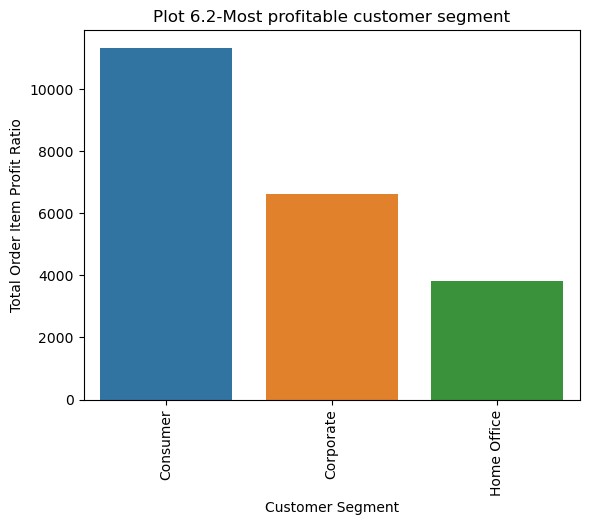 Plot 6.2-Most profitable customer segment
Total Order Item Profit Ratio
10000
8000
6000
4000
2000
0
Consumer
Corporate
Home Office
Customer Segment